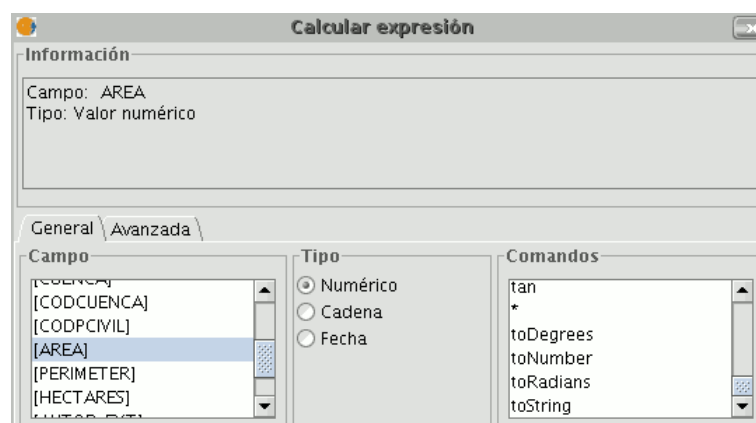 Calcular expresión
Información
Campo: AREA
Tipo: Valor numérico
General
Avanzada
Campo
[CUENCA]
[CODCUENCA]
[CODPCIVIL]
[AREA]
[PERIMETER]
[HECTARES]
Tipo
Numérico
Cadena
Fecha
Comandos
tan
*
toDegrees
toNumber
toRadians
toString